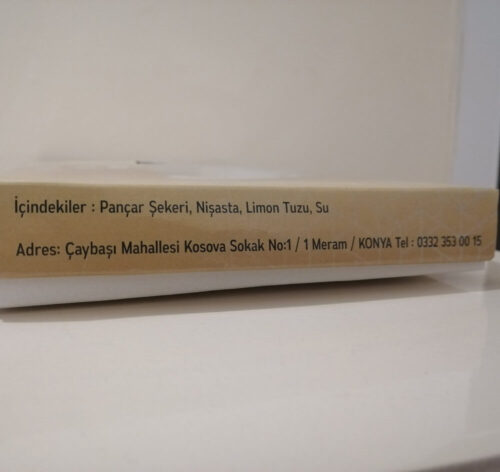 İçindekiler : Pançar Şekeri, Nişasta, Limon Tuzu, Su
Adres: Çaybaşı Mahallesi Kosova Sokak No:1 / 1 Meram / KONYA Tel : 0332 353 00 15